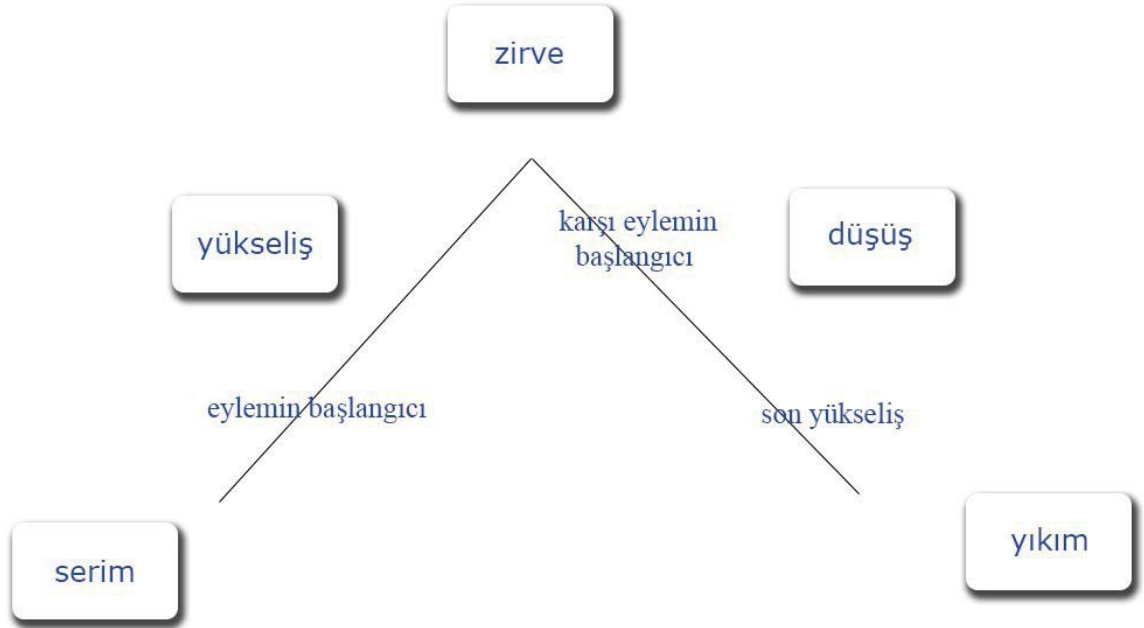 zirve
yükseliş
karşı eylemin
başlangıcı
düşüş
eylemin başlangıcı
son yükseliş
serim
yıkım